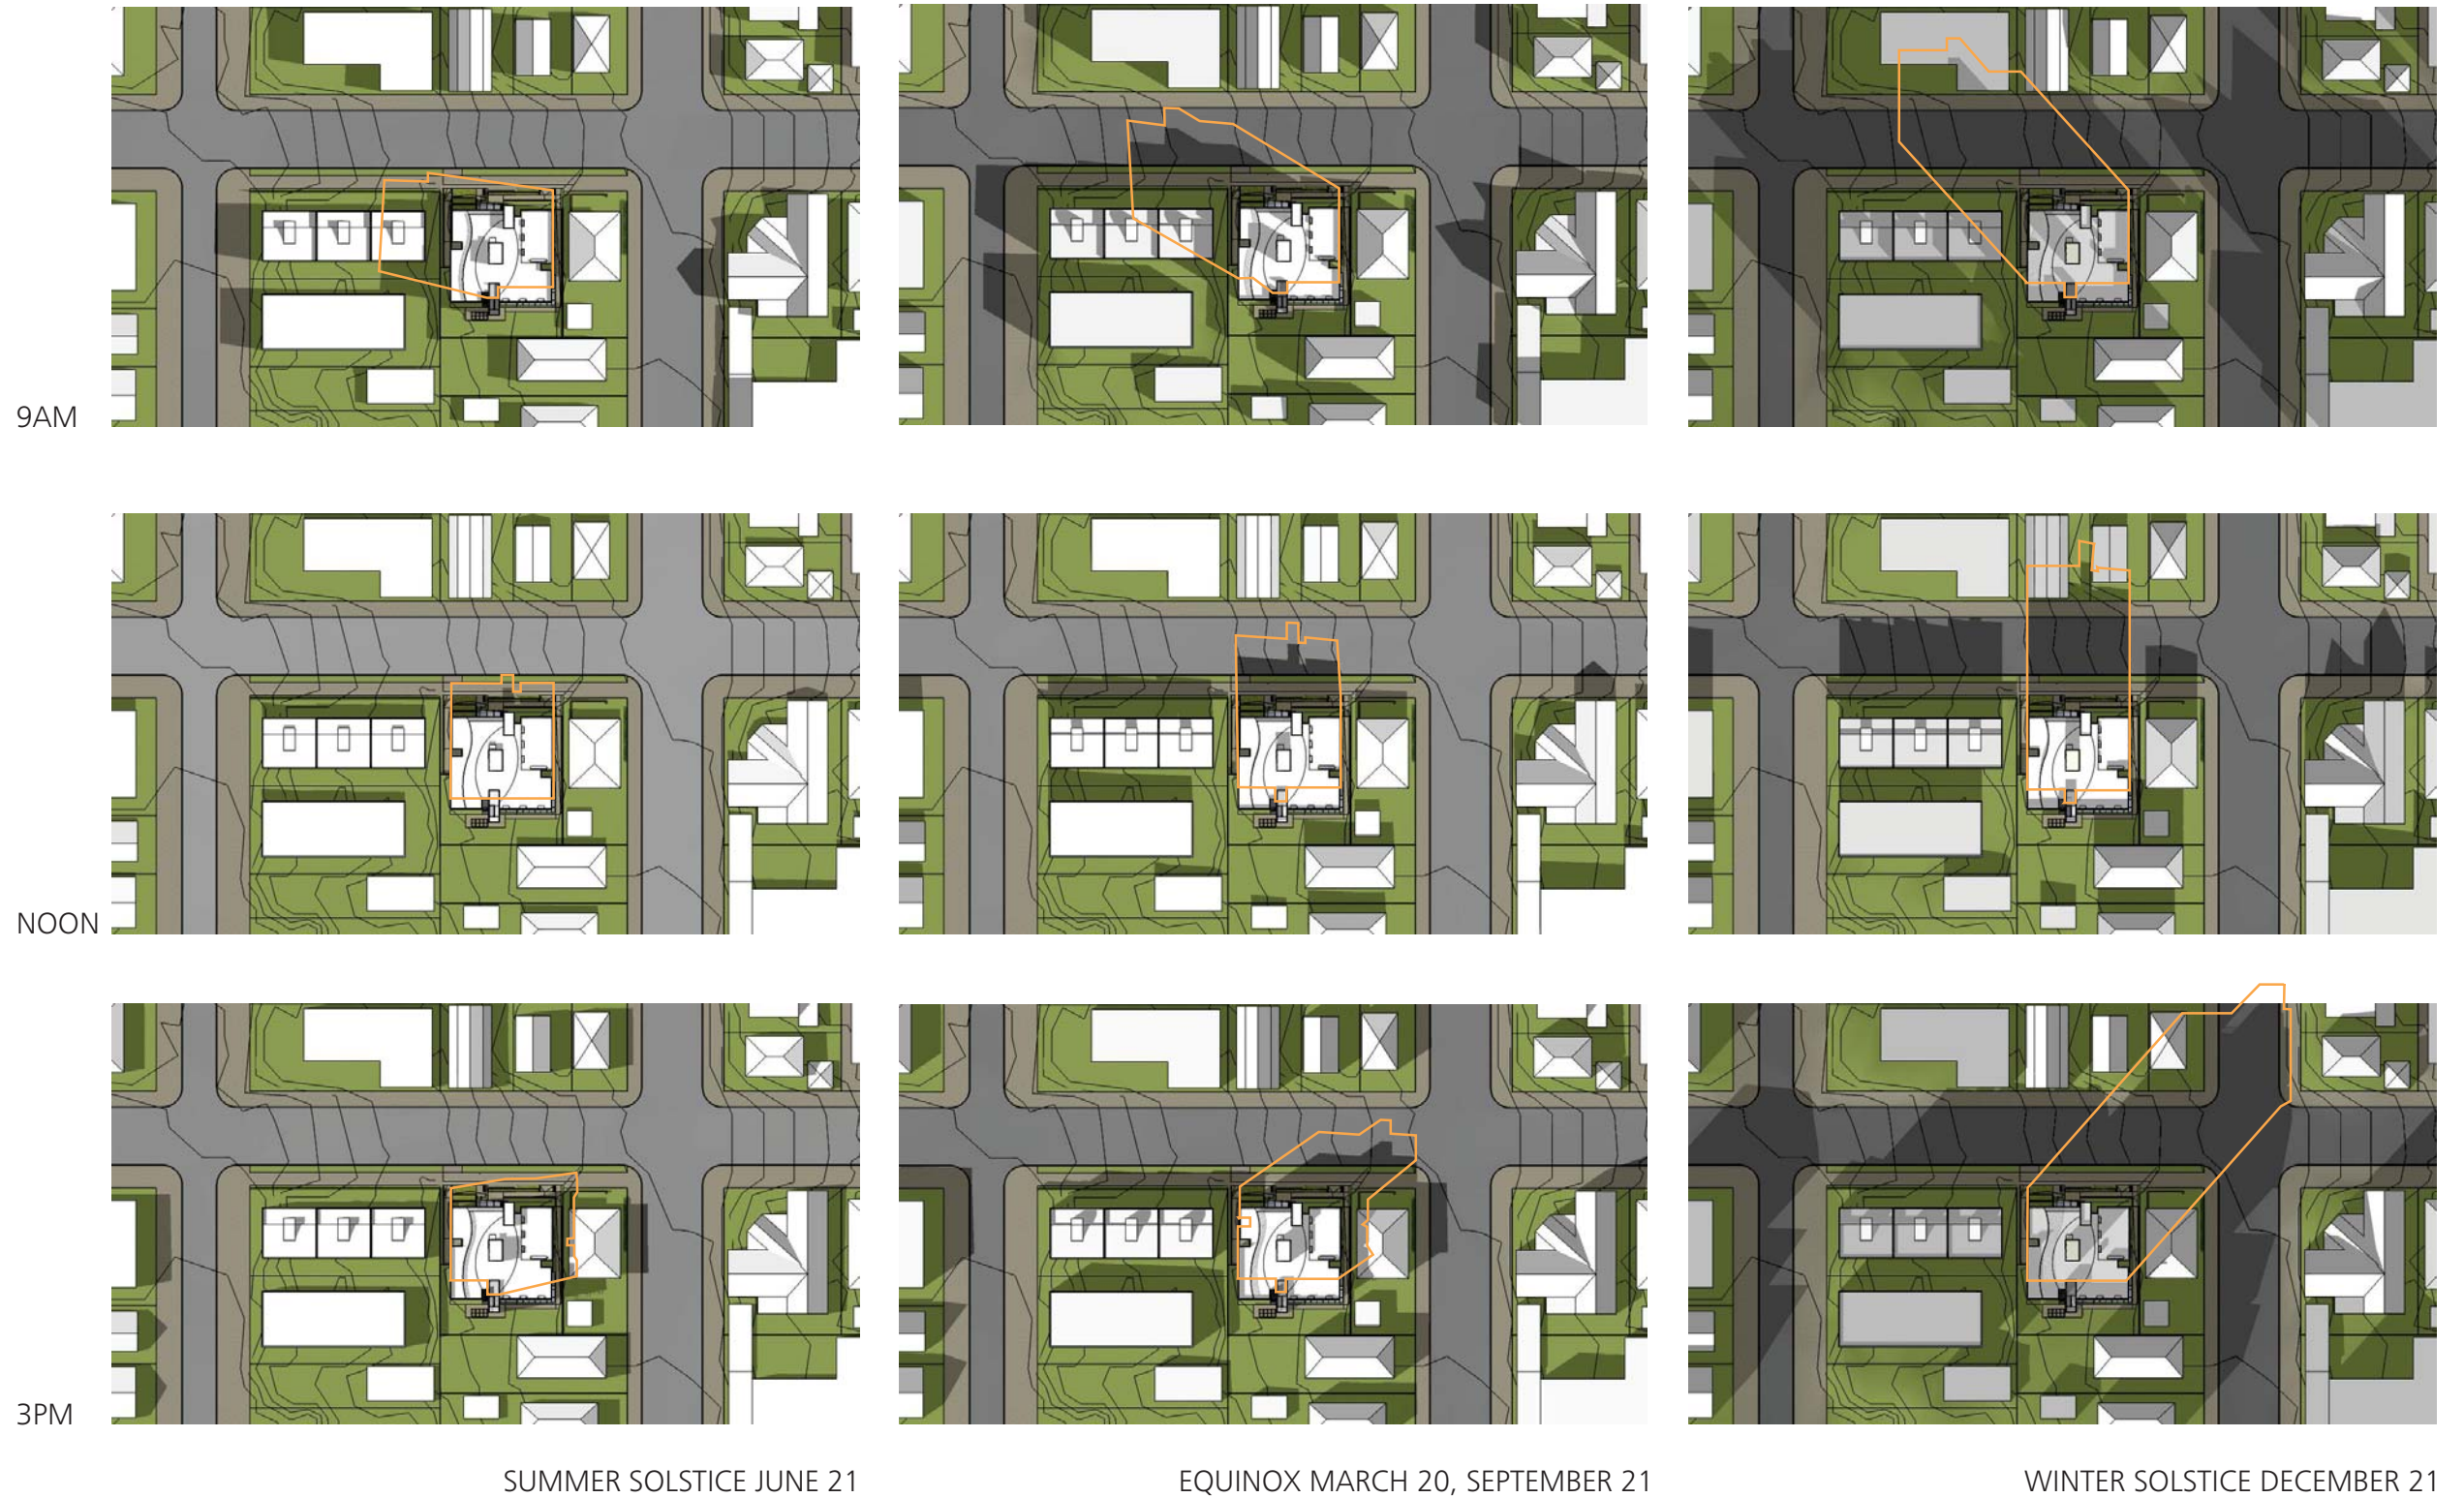 9AM
NOON
3PM
SUMMER SOLSTICE JUNE 21
EQUINOX MARCH 20, SEPTEMBER 21
WINTER SOLSTICE DECEMBER 21